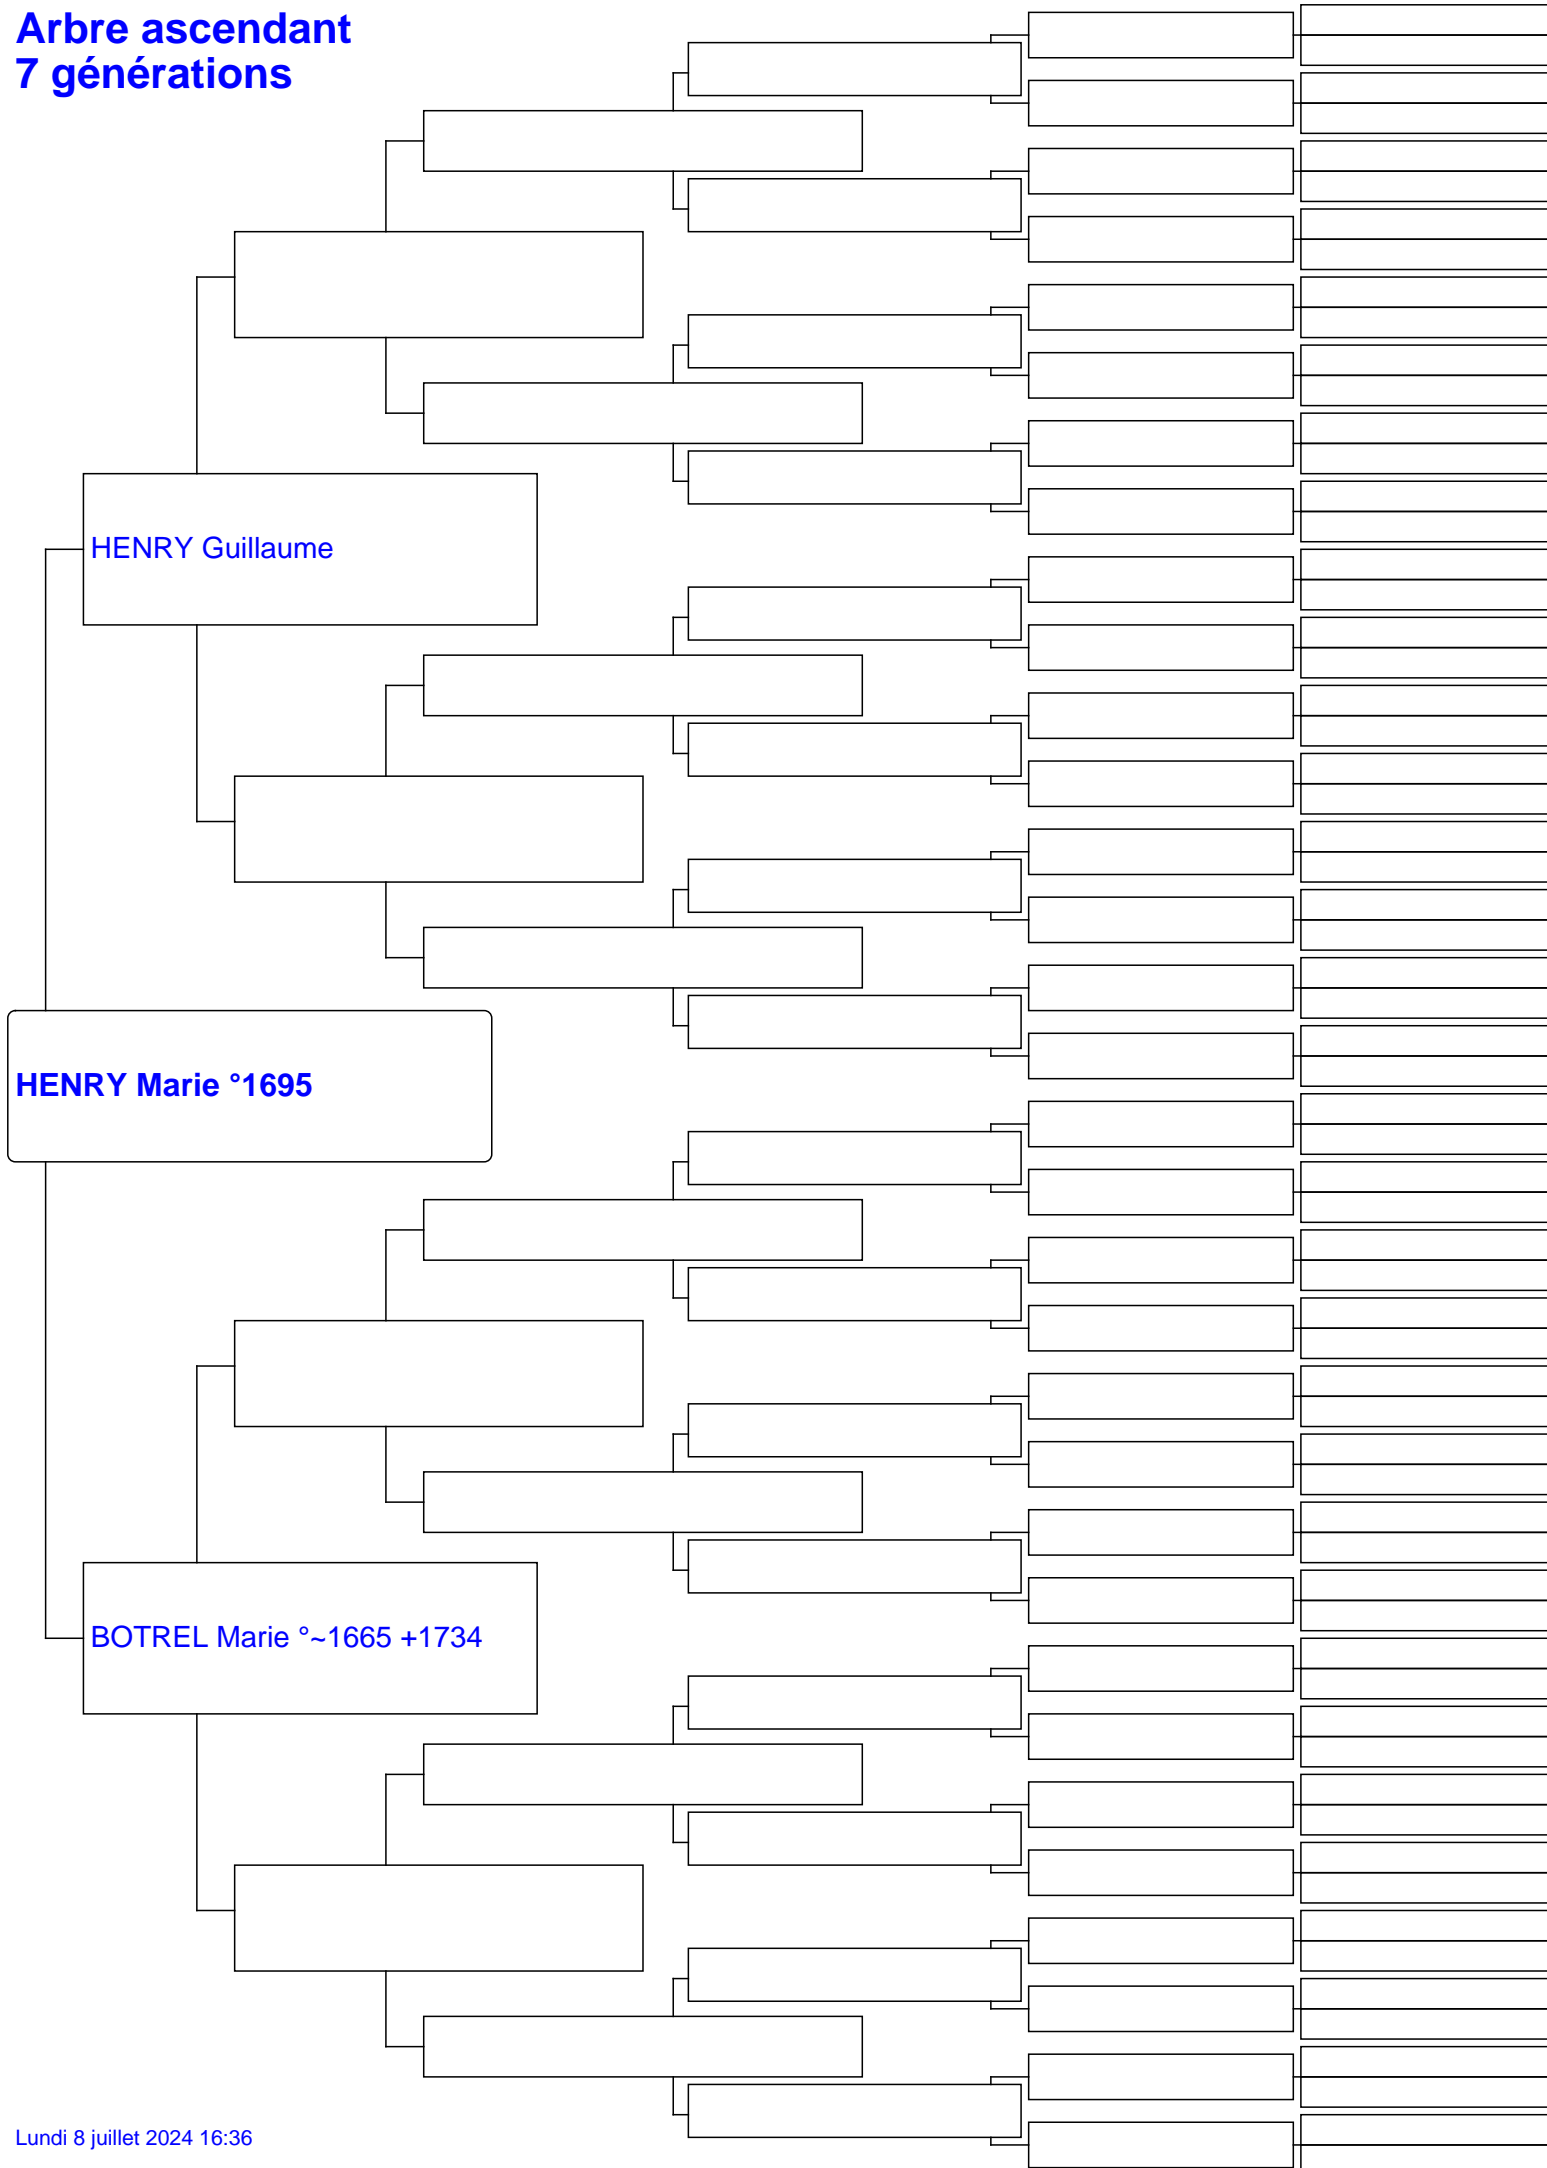 Arbre ascendant
7 générations
HENRY Guillaume
HENRY Marie °1695
BOTREL Marie °~1665 +1734
Lundi 8 juillet 2024 16:36